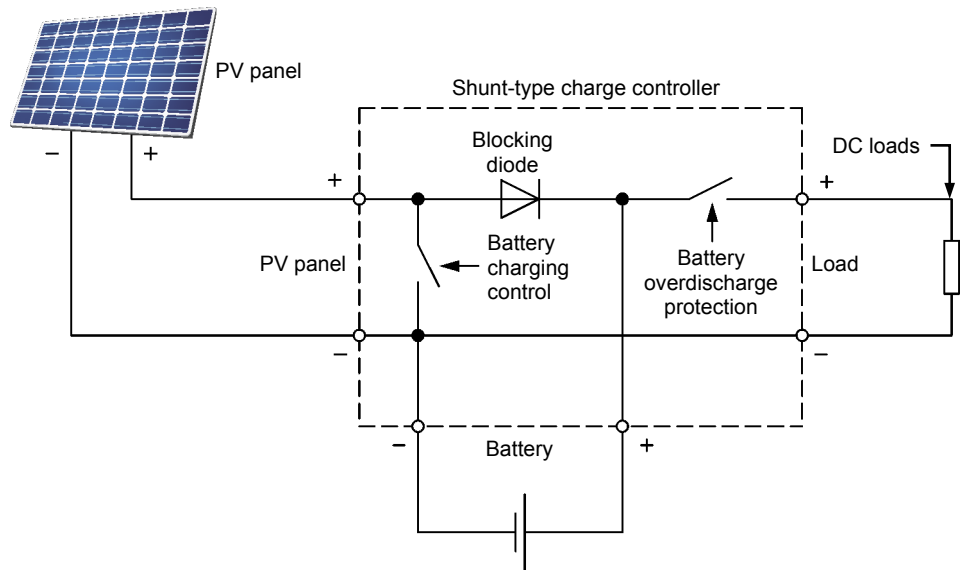 PV panel
Shunt-type charge controller
−
+
Blocking
diode
DC loads
+
+
PV panel
Battery
charging
control
Battery
overdischarge
protection
Load
−
−
−
Battery
+